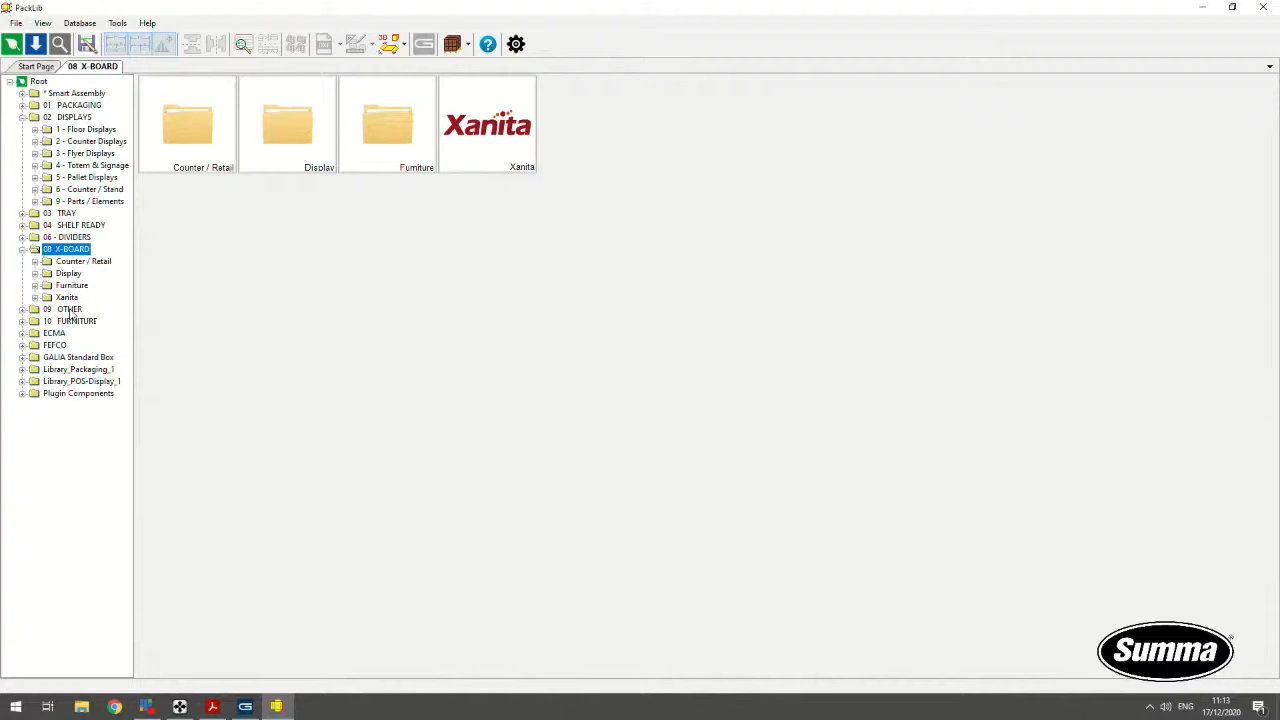 PackLib
File View Database Tools Help
Start Page 08 X-BOARD
Root
* Smart Assembly
01 PACKAGING
02 DISPLAYS
1 - Floor Displays
2 - Counter Displays
3 - Flyer Displays
4 - Totem & Signage
5 - Pallet Displays
6 - Counter / Stand
9 - Parts / Elements
03 TRAY
04 SHELF READY
06 - DIVIDERS
08 X-BOARD
Counter / Retail
Display
Furniture
Xanita
09 OTHER
10 FURNITURE
ECMA
FEFCO
GALIA Standard Box
Library_Packaging_1
Library_POS-Display_1
Plugin Components
Xanita
Counter / Retail Display Furniture Xanita
DXF 3D
Summa®
ENG
11:13
17/12/2020